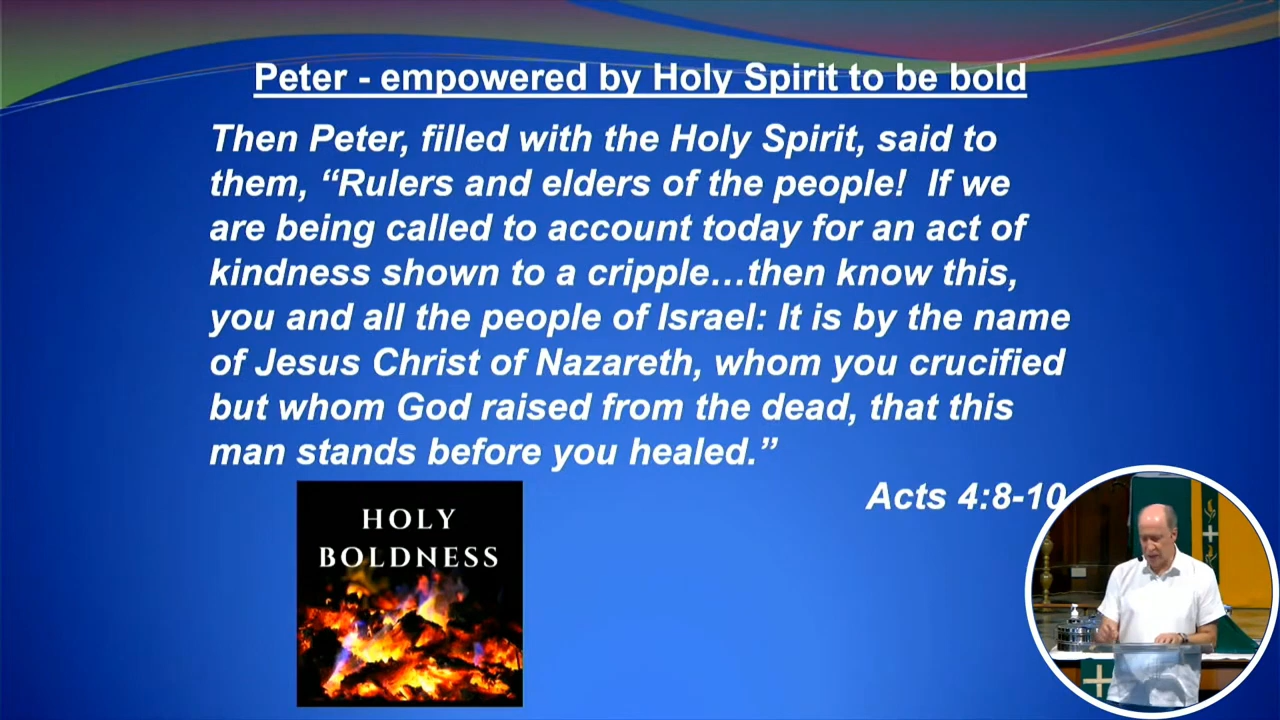 Peter - empowered by Holy Spirit to be bold
Then Peter, filled with the Holy Spirit, said to
them, “Rulers and elders of the people!  If we
are being called to account today for an act of
kindness shown to a cripple…then know this,
you and all the people of Israel: It is by the name
of Jesus Christ of Nazareth, whom you crucified
but whom God raised from the dead, that this
man stands before you healed.”
Acts 4:8-10
HOLY
BOLDNESS